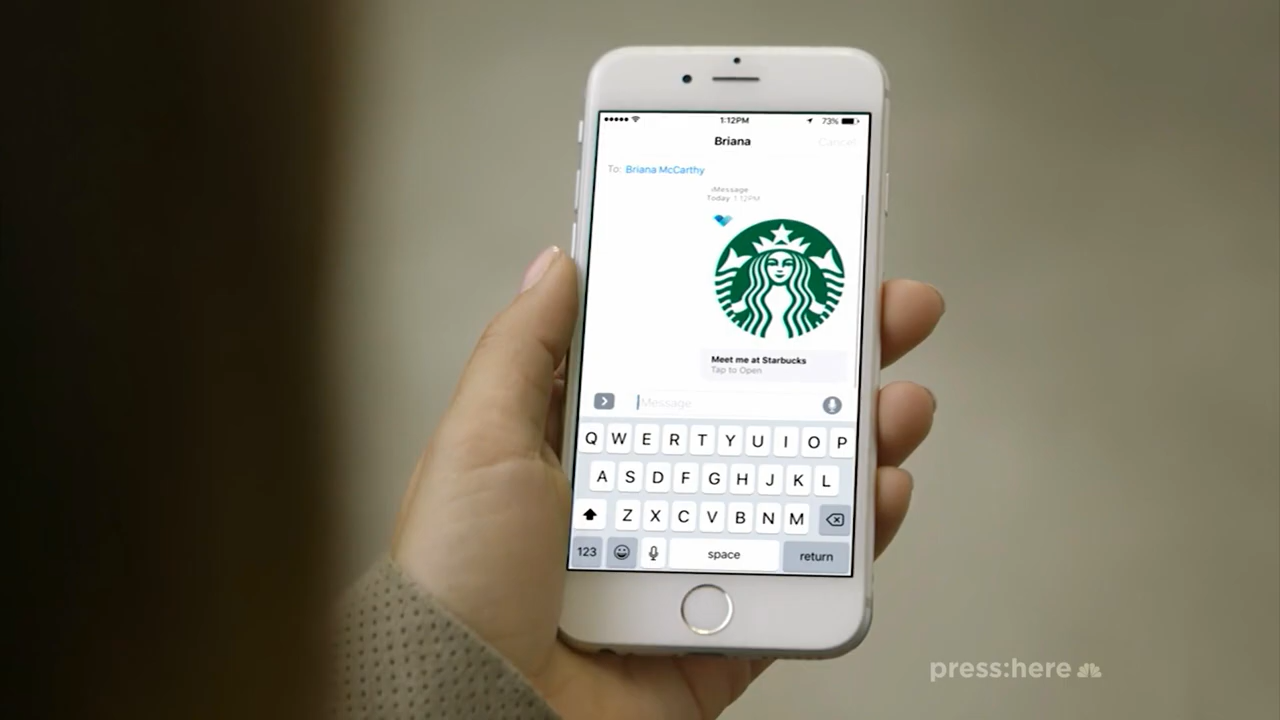 1:12PM
73%
Briana
Cancel
To: Briana McCarthy
iMessage
Today 1:12PM
Meet me at Starbucks
Tap to Open
Message
Q W E R T Y U I O P
A S D F G H J K L
Z X C V B N M
123
space
return
press:here